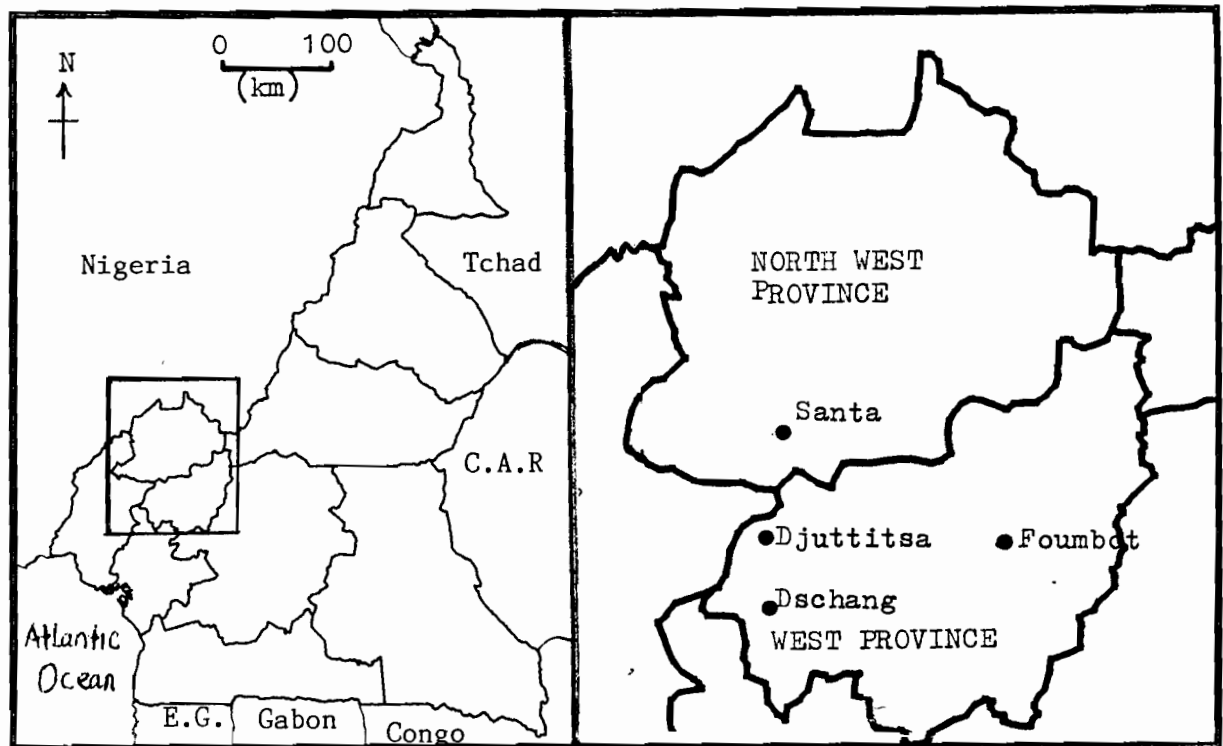 0 100
(km)
N
Nigeria
Tchad
C.A.R
Atlantic
Ocean
E.G.
Gabon
Congo
NORTH WEST
PROVINCE
Santa
Djuttitsa
Foumbot
Dschang
WEST PROVINCE